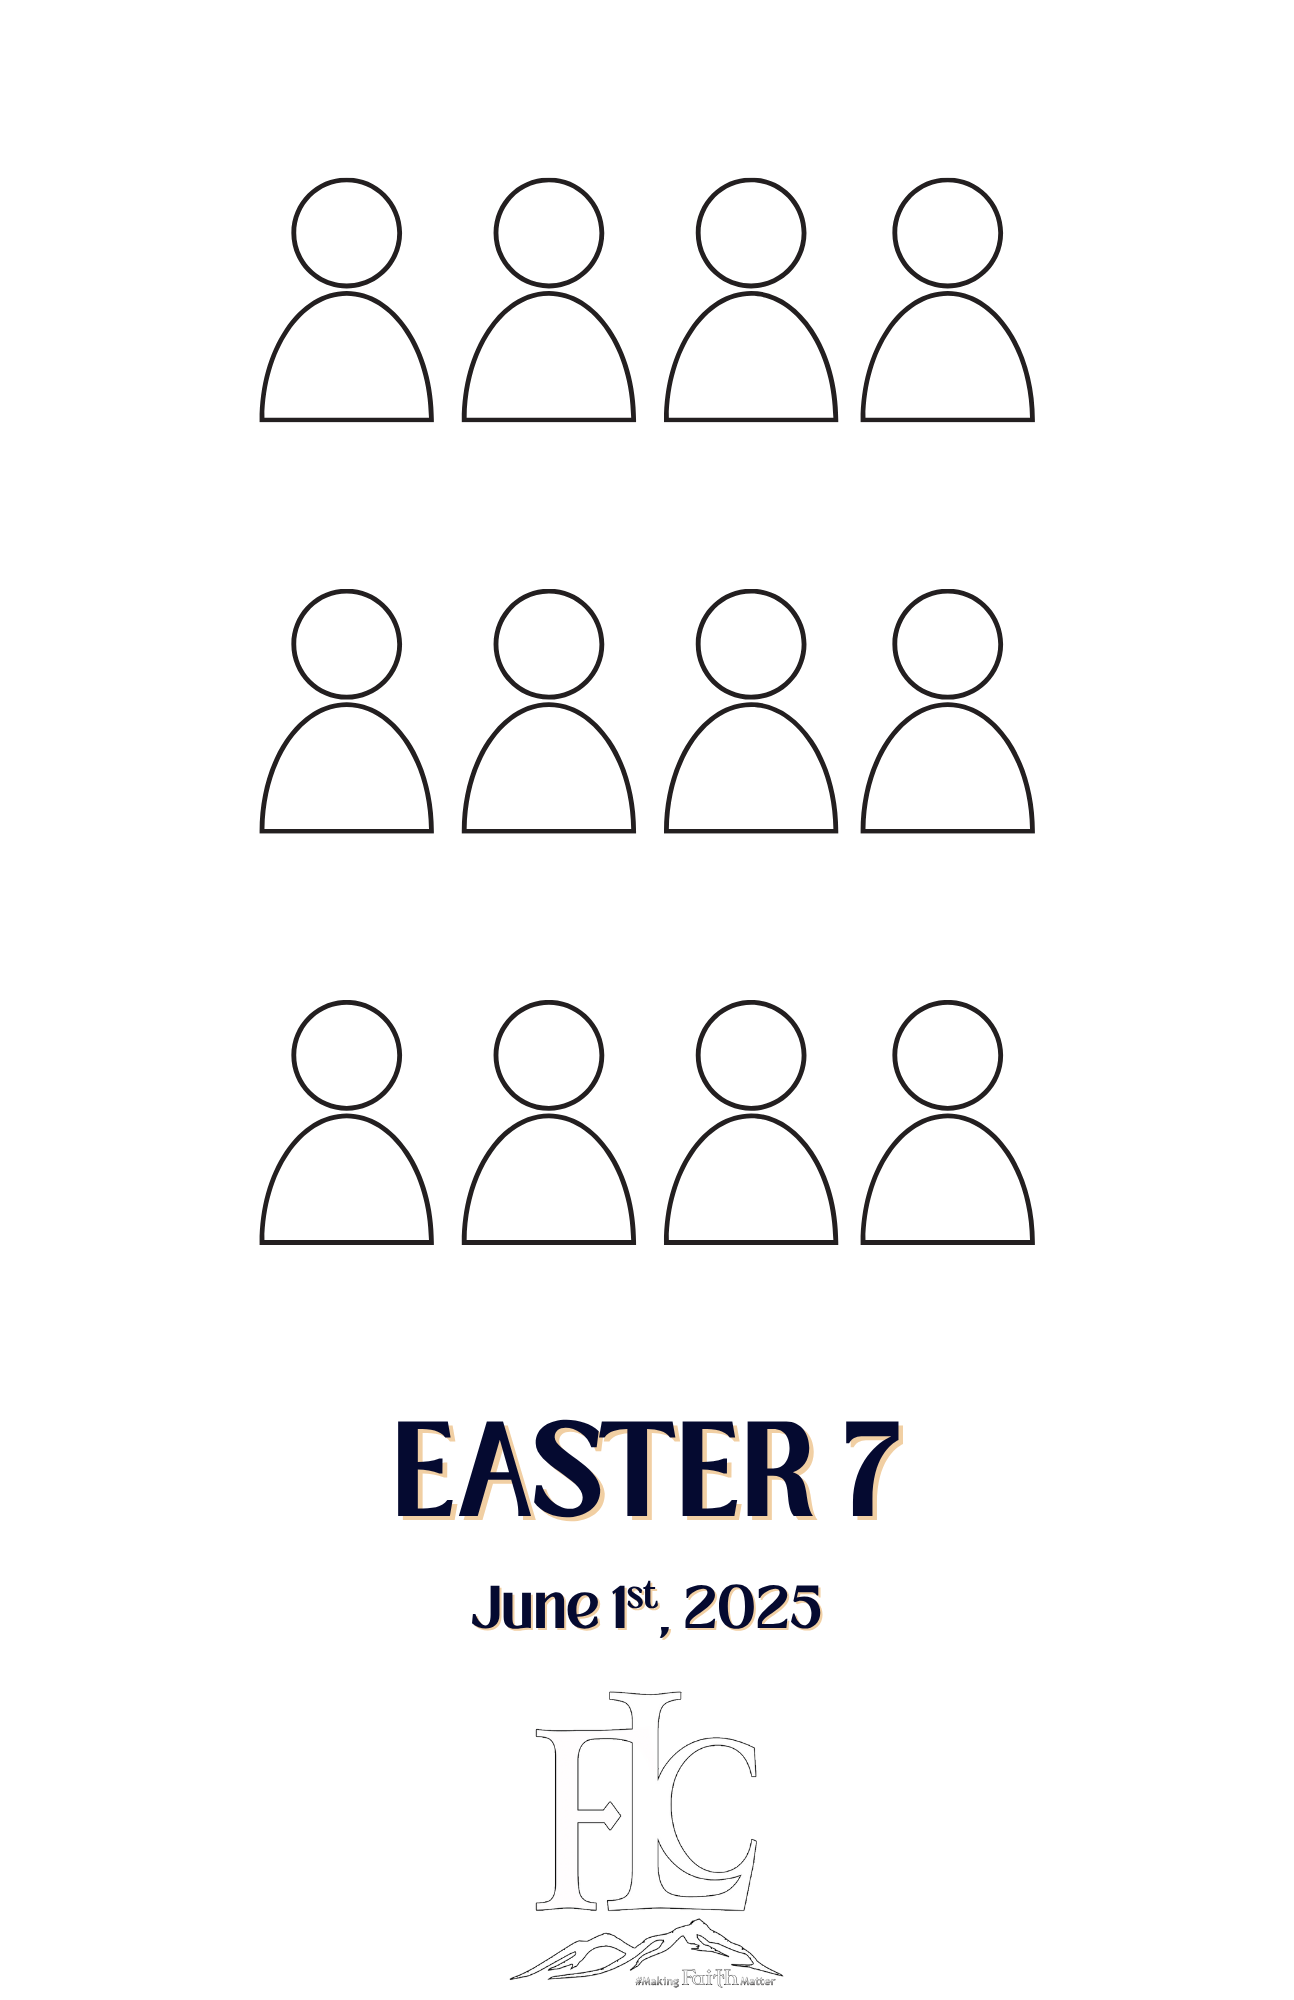 EASTER 7
June 1st, 2025
FLC
#Making Faith Matter